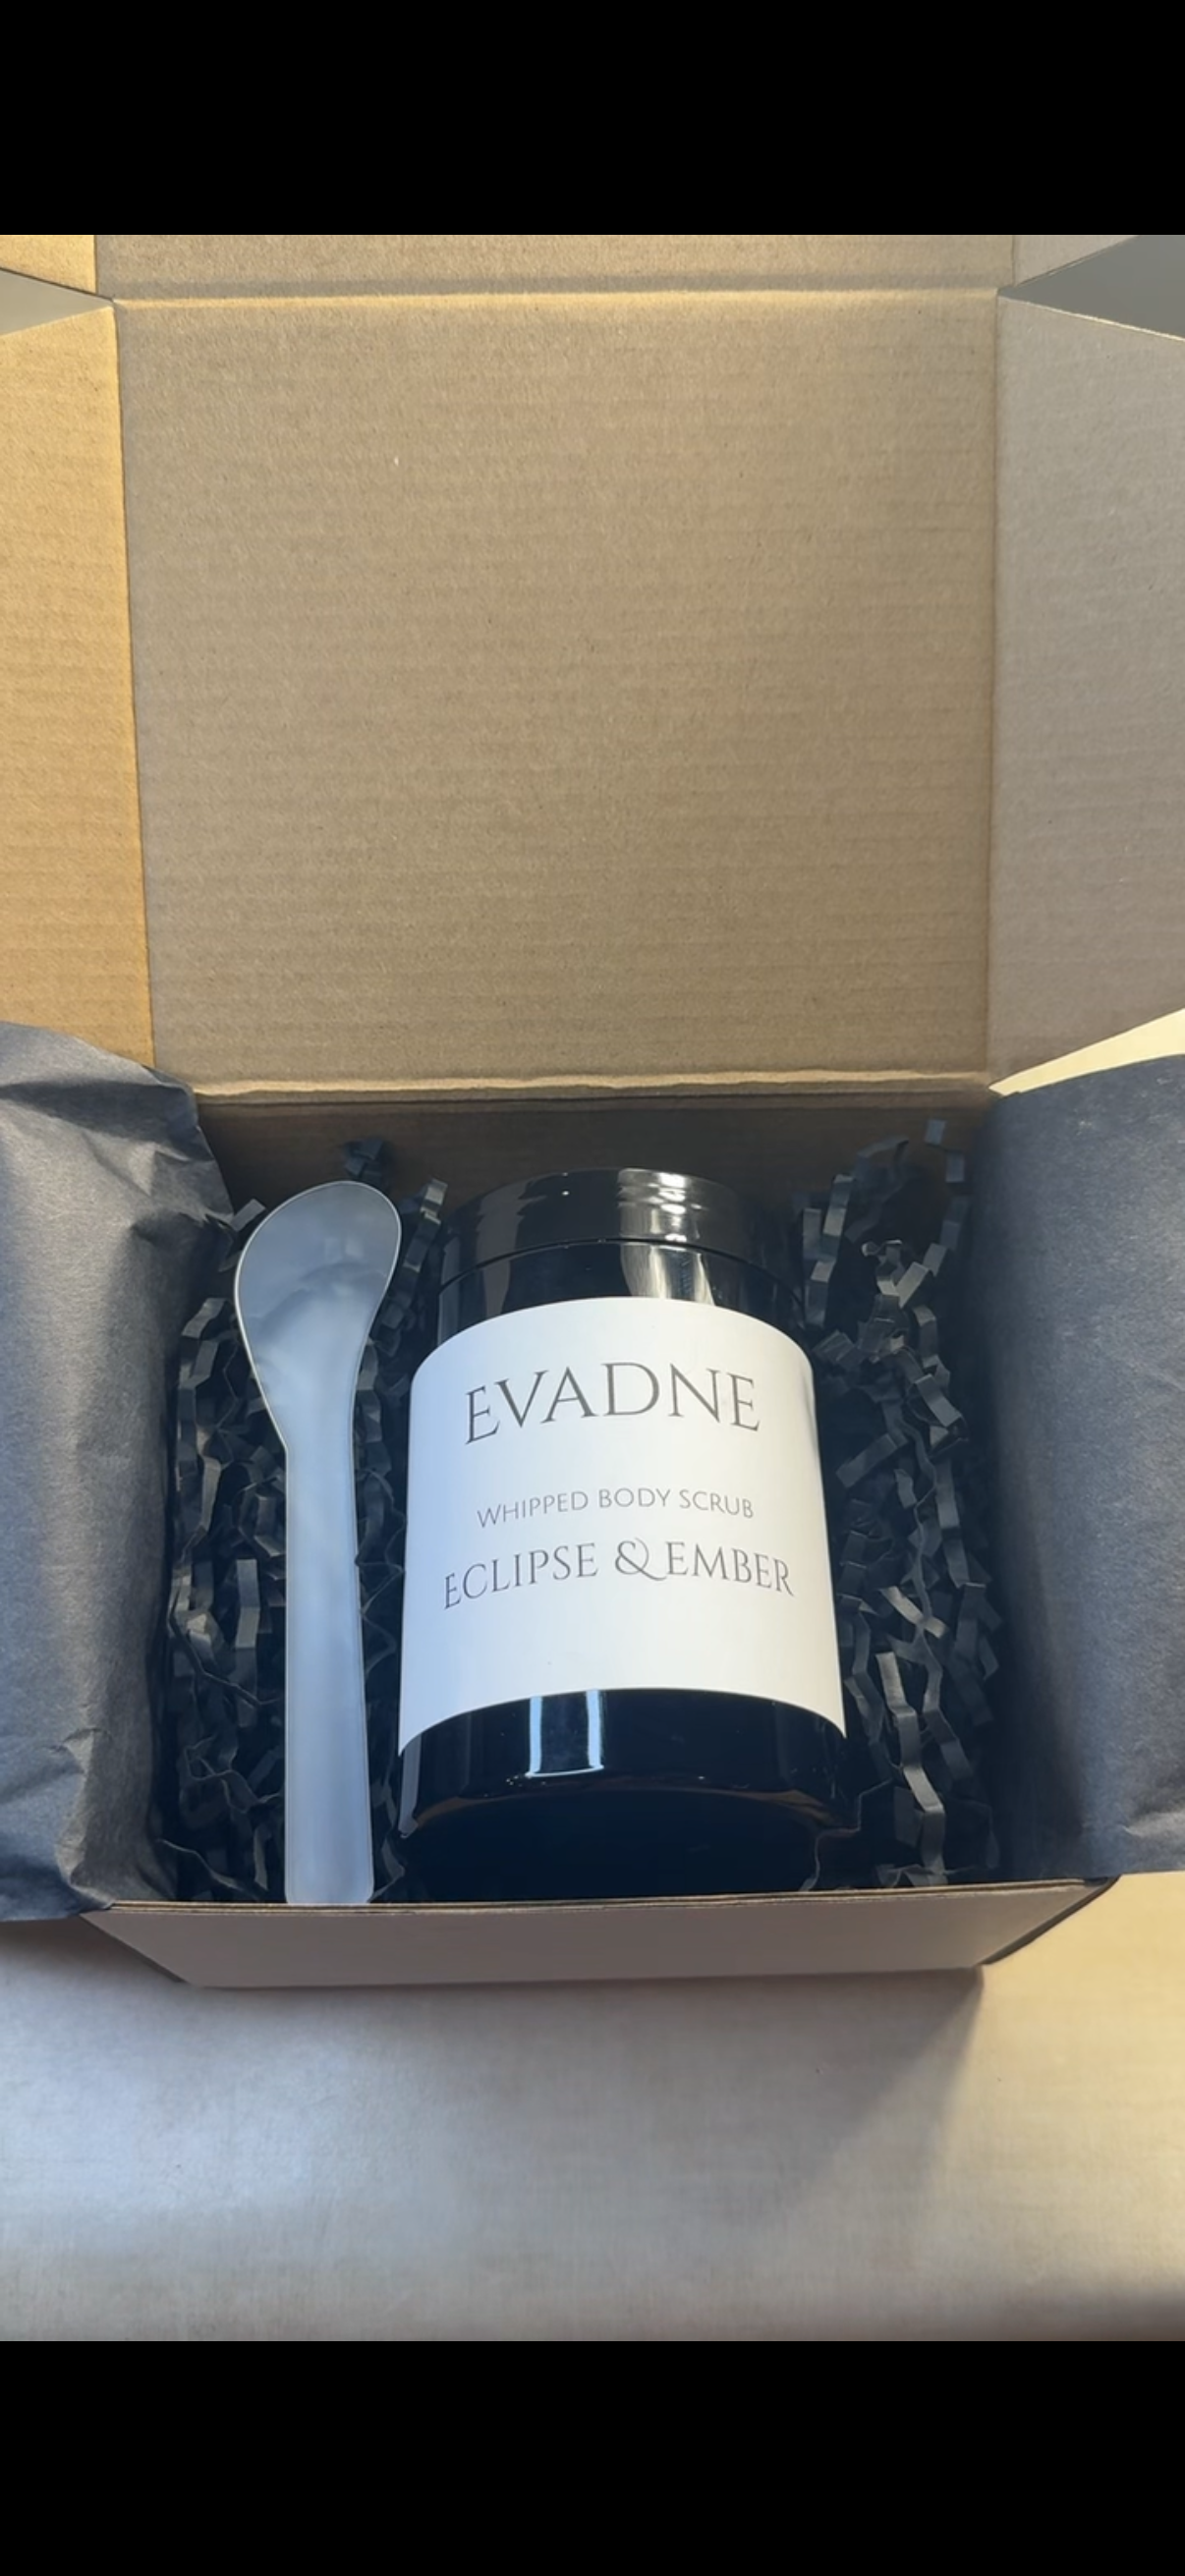 EVADNE
WHIPPED BODY SCRUB
ECLIPSE & EMBER